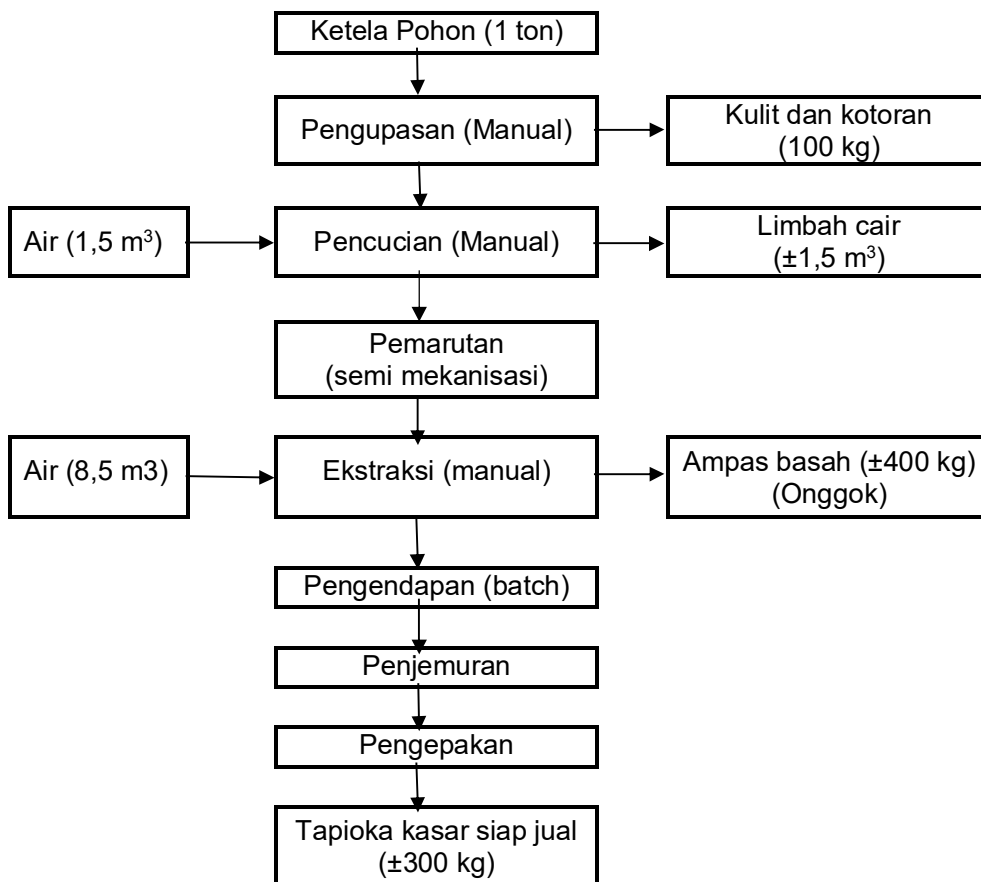 Ketela Pohon (1 ton)
Pengupasan (Manual)
Kulit dan kotoran
(100 kg)
Air (1,5 m³)
Pencucian (Manual)
Limbah cair
(±1,5 m³)
Pemarutan
(semi mekanisasi)
Air (8,5 m3)
Ekstraksi (manual)
Ampas basah (±400 kg)
(Onggok)
Pengendapan (batch)
Penjemuran
Pengepakan
Tapioka kasar siap jual
(±300 kg)